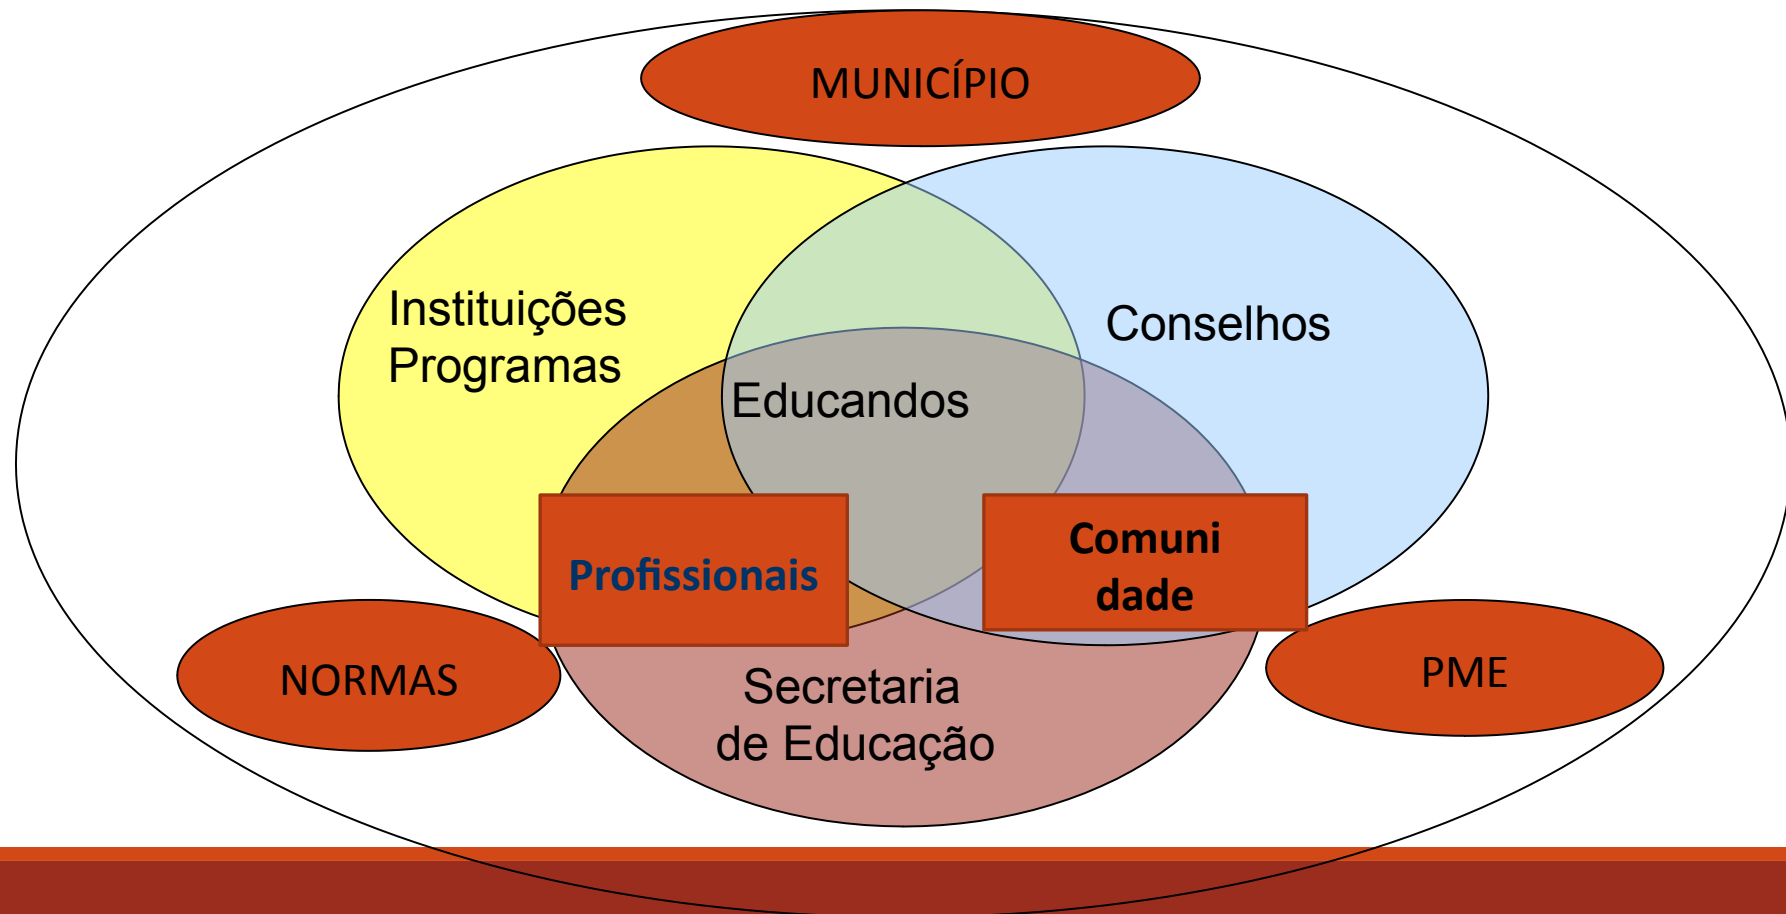 MUNICÍPIO
Instituições
Programas
Conselhos
Educandos
Profissionais
Comuni
dade
NORMAS
Secretaria
de Educação
PME